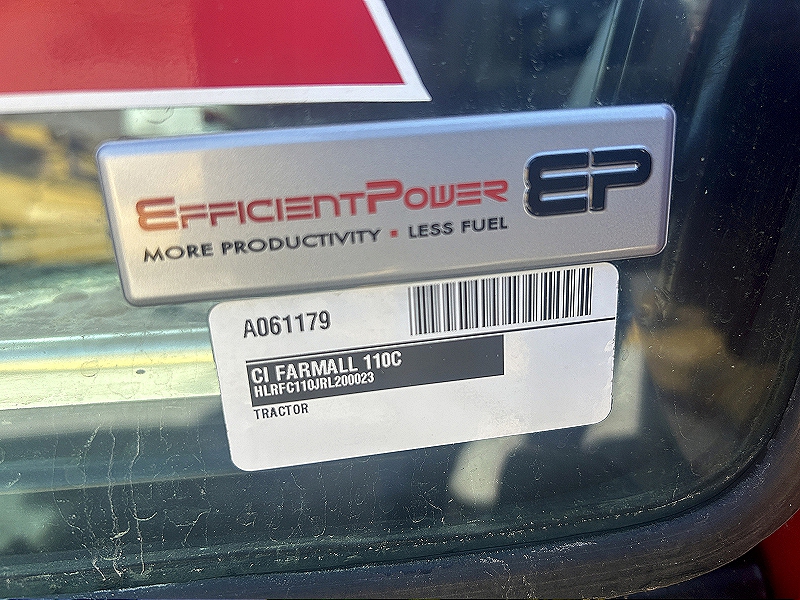 EFFICIENTPOWER EP
MORE PRODUCTIVITY ▪ LESS FUEL
A061179
CI FARMALL 110C
HLRFC110JRL200023
TRACTOR